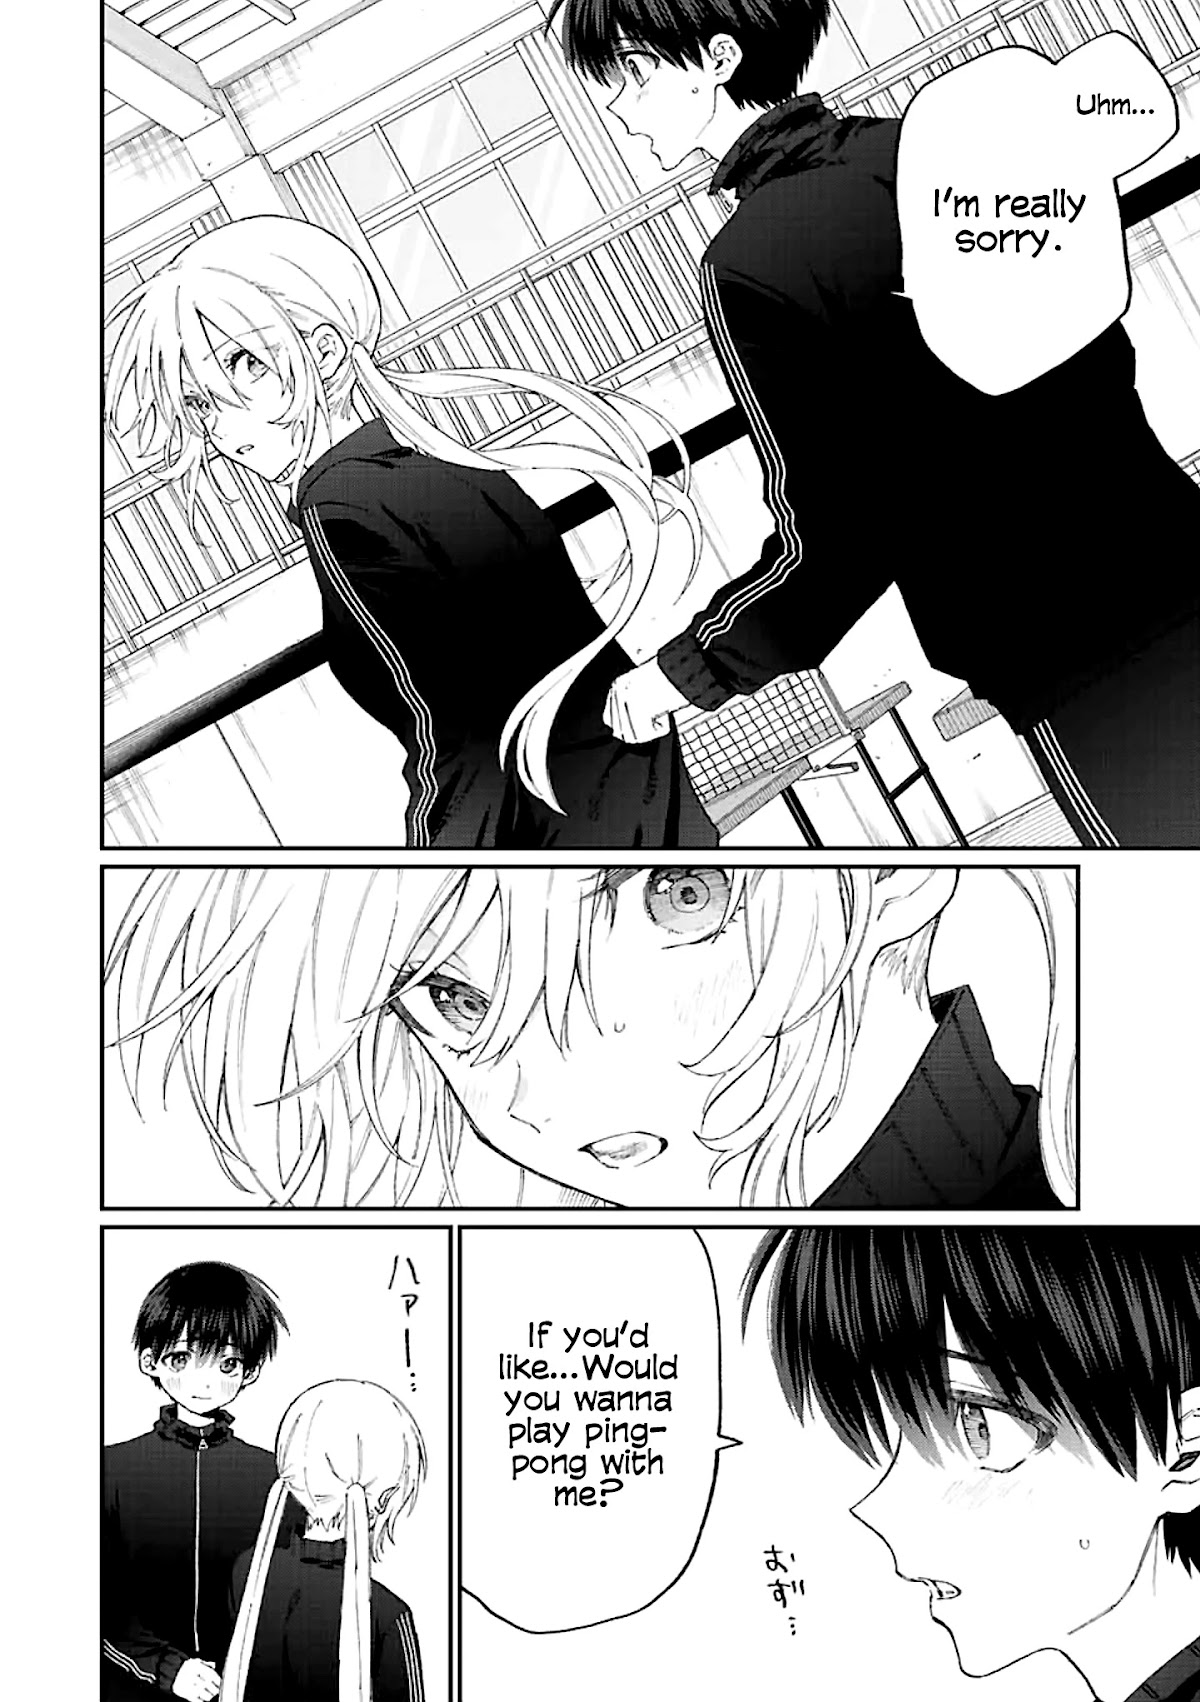 Uhm...
I'm really
sorry.
If you'd
like...Would
you wanna
play ping-
pong with
me?
おず…
ハァー…